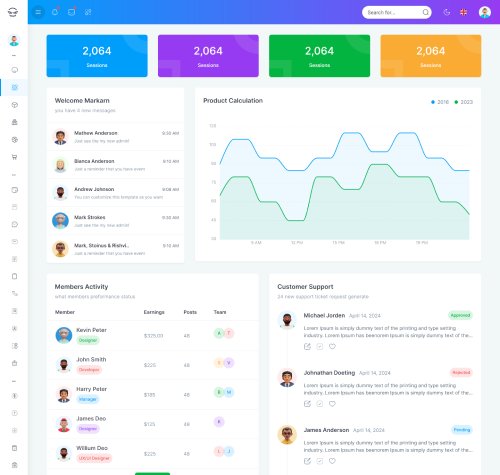 Search for...
2,064
Sessions
2,064
Sessions
2,064
Sessions
2,064
Sessions
Welcome Markarn
you have 4 new messages
Mathew Anderson
9:30 AM
Just see the my new admin!
Bianca Anderson
9:10 AM
Just a reminder that you have event
Andrew Johnson
9:08 AM
You can customize this template as you want
Mark Strokes
9:30 AM
Just see the my new admin!
Mark, Stoinus & Rishvi..
9:10 AM
Just a reminder that you have event
Product Calculation
2016
2023
9 AM
12 PM
15 PM
16 PM
18 PM
Members Activity
what members preformance status
Member
Earnings
Posts
Team
Kevin Peter
Designer
$325.00
48
A
T
John Smith
Developer
$225
48
V
Harry Peter
Manager
$185
48
B
M
James Deo
Designer
$125
48
K
William Deo
UX/UI Designer
$225
48
L
J
Customer Support
24 new support ticket request generate
Michael Jorden
April 14, 2024
Approved
Lorem Ipsum is simply dummy text of the printing and type setting
industry. Lorem Ipsum has beenorem Ipsum is simply dummy text of the...
Johnathan Doeting
April 14, 2024
Rejected
Lorem Ipsum is simply dummy text of the printing and type setting
industry. Lorem Ipsum has beenorem Ipsum is simply dummy text of the...
James Anderson
April 14, 2024
Pending
Lorem Ipsum is simply dummy text of the printing and type setting
industry. Lorem Ipsum has beenorem Ipsum is simply dummy text of the...